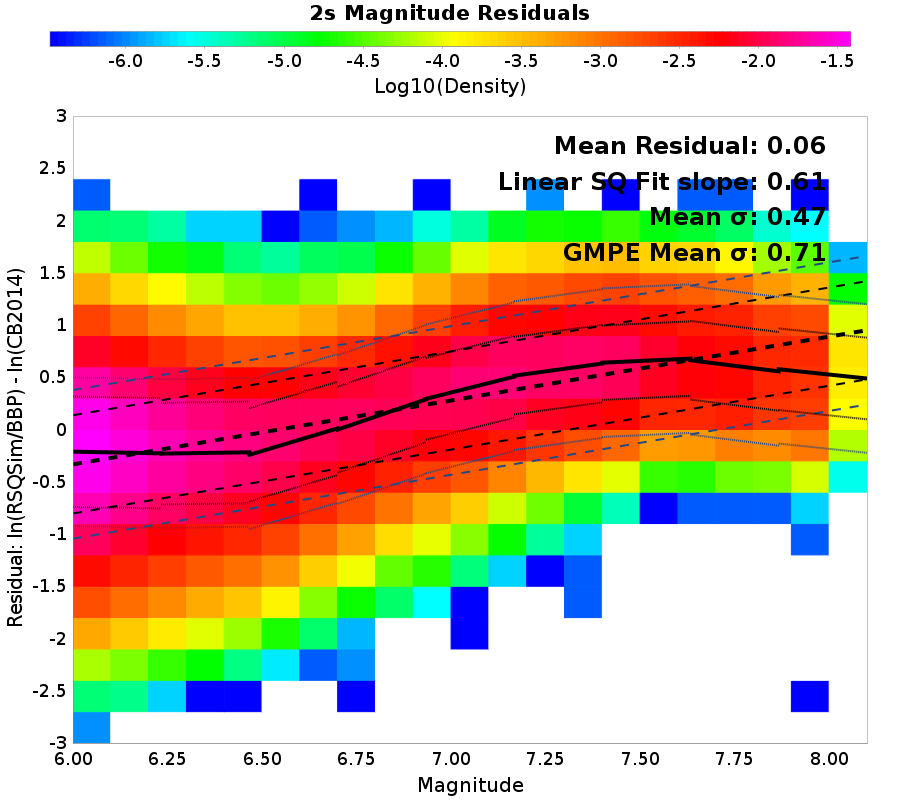 2s Magnitude Residuals
-6.0 -5.5 -5.0 -4.5 -4.0 -3.5 -3.0 -2.5 -2.0 -1.5
Log10(Density)
Mean Residual: 0.06
Linear SQ Fit slope: 0.61
Mean σ: 0.47
GMPE Mean σ: 0.71
Residual: ln(RSQSim/BBP) - ln(CB2014)
3
2.5
2
1.5
1
0.5
0
-0.5
-1
-1.5
-2
-2.5
-3
6.00 6.25 6.50 6.75 7.00 7.25 7.50 7.75 8.00
Magnitude